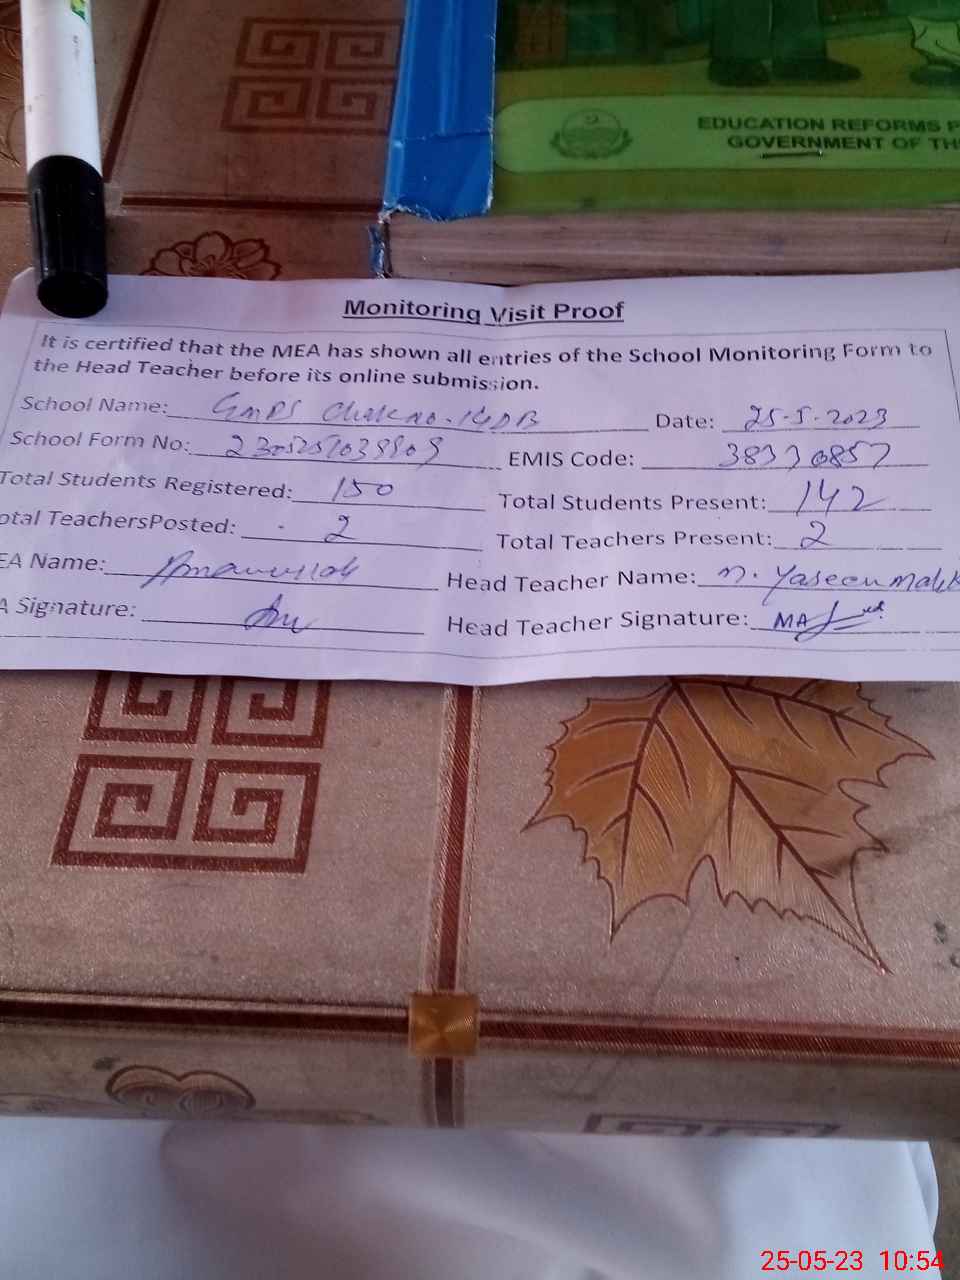 EDUCATION REFORMS P
GOVERNMENT OF TH
Monitoring Visit Proof
It is certified that the MEA has shown all entries of the School Monitoring Form to
the Head Teacher before its online submission.
School Name: GMPS Chak no. 14DB Date: 25-5-2023
School Form No: EMIS Code: 38330857
Total Students Registered: 150 Total Students Present: 142
otal TeachersPosted: 2 Total Teachers Present: 2
EA Name: Head Teacher Name: M. Yaseen Malik
A Signature: Head Teacher Signature:
25-05-23 10:54